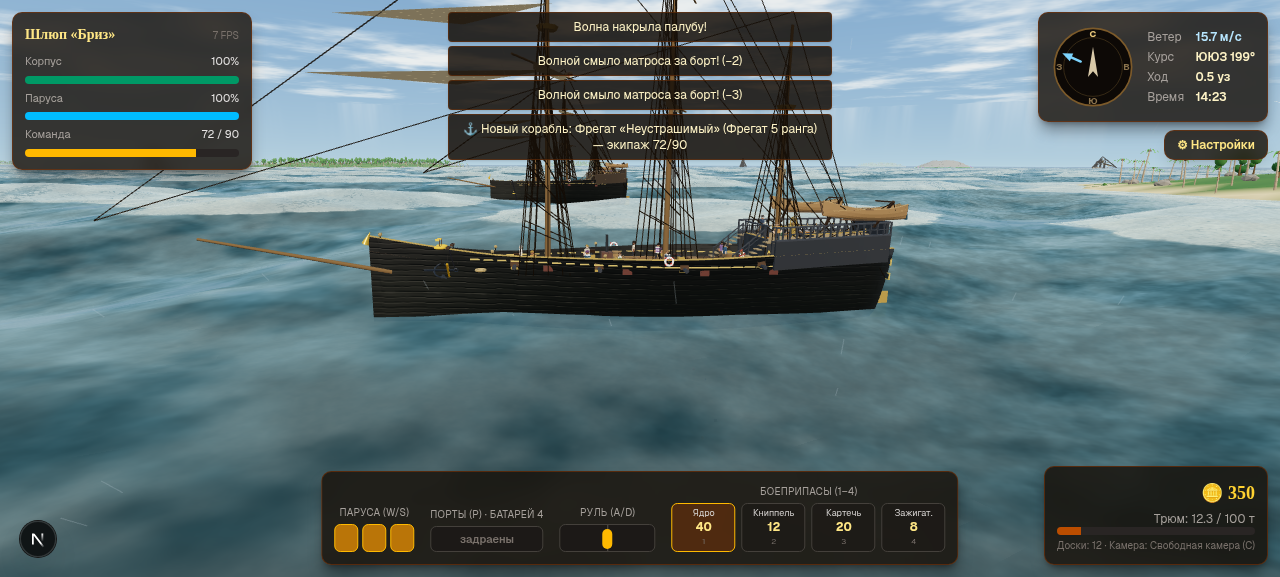 Шлюп «Бриз»
7 FPS
Корпус
100%
Паруса
100%
Команда
72 / 90
Волна накрыла палубу!
Волной смыло матроса за борт! (−2)
Волной смыло матроса за борт! (−3)
⚓ Новый корабль: Фрегат «Неустрашимый» (Фрегат 5 ранга)
— экипаж 72/90
С
З
В
Ю
Ветер
15.7 м/с
Курс
ЮЮЗ 199°
Ход
0.5 уз
Время
14:23
⚙ Настройки
N
ПАРУСА (W/S)
ПОРТЫ (P) · БАТАРЕЙ 4
задраены
РУЛЬ (A/D)
БОЕПРИПАСЫ (1–4)
Ядро
40
1
Книппель
12
2
Картечь
20
3
Зажигат.
8
4
350
Трюм: 12.3 / 100 т
Доски: 12 · Камера: Свободная камера (C)